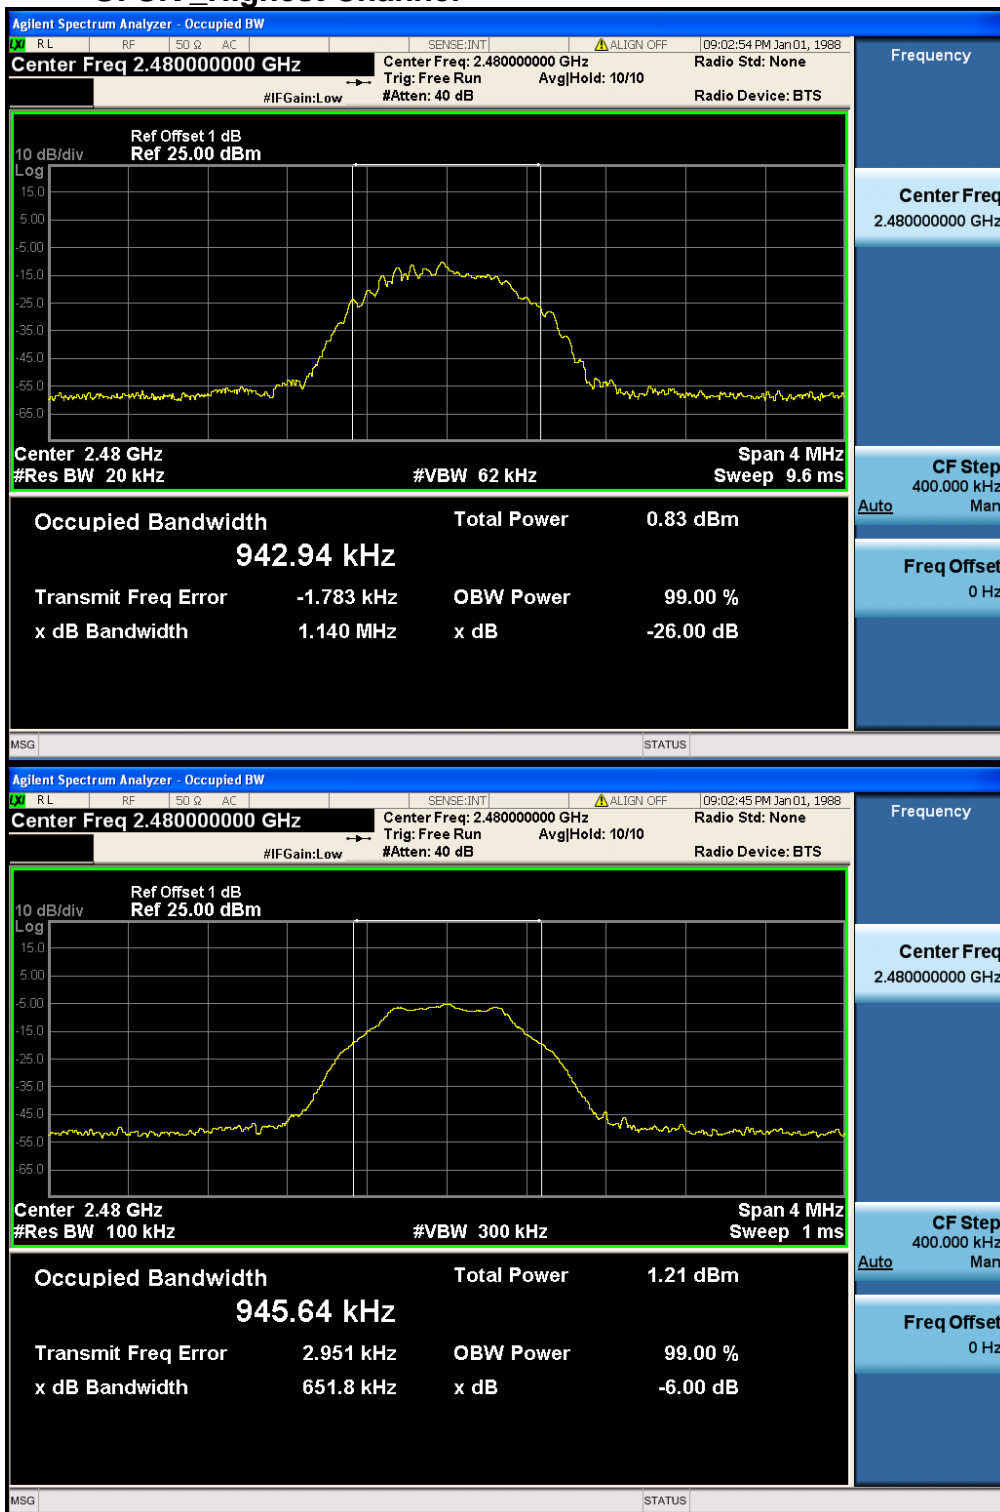 GFSK_Highest Channel
Agilent Spectrum Analyzer - Occupied BW
LXI RL RF 50 Ω AC SENSE:INT ALIGN OFF 09:02:54 PM Jan 01, 1988
Center Freq 2.480000000 GHz
Center Freq: 2.480000000 GHz Radio Std: None
Trig: Free Run Avg|Hold: 10/10
#IFGain:Low #Atten: 40 dB Radio Device: BTS
Frequency
Ref Offset 1 dB
10 dB/div Ref 25.00 dBm
Log
15.0
5.00
-5.00
-15.0
-25.0
-35.0
-45.0
-55.0
-65.0
Center 2.48 GHz Span 4 MHz
#Res BW 20 kHz #VBW 62 kHz Sweep 9.6 ms
Center Freq
2.480000000 GHz
CF Step
400.000 kHz
Auto Man
Freq Offset
0 Hz
Occupied Bandwidth Total Power 0.83 dBm
942.94 kHz
Transmit Freq Error -1.783 kHz OBW Power 99.00 %
x dB Bandwidth 1.140 MHz x dB -26.00 dB
MSG STATUS
Agilent Spectrum Analyzer - Occupied BW
LXI RL RF 50 Ω AC SENSE:INT ALIGN OFF 09:02:45 PM Jan 01, 1988
Center Freq 2.480000000 GHz
Center Freq: 2.480000000 GHz Radio Std: None
Trig: Free Run Avg|Hold: 10/10
#IFGain:Low #Atten: 40 dB Radio Device: BTS
Frequency
Ref Offset 1 dB
10 dB/div Ref 25.00 dBm
Log
15.0
5.00
-5.00
-15.0
-25.0
-35.0
-45.0
-55.0
-65.0
Center 2.48 GHz Span 4 MHz
#Res BW 100 kHz #VBW 300 kHz Sweep 1 ms
Center Freq
2.480000000 GHz
CF Step
400.000 kHz
Auto Man
Freq Offset
0 Hz
Occupied Bandwidth Total Power 1.21 dBm
945.64 kHz
Transmit Freq Error 2.951 kHz OBW Power 99.00 %
x dB Bandwidth 651.8 kHz x dB -6.00 dB
MSG STATUS